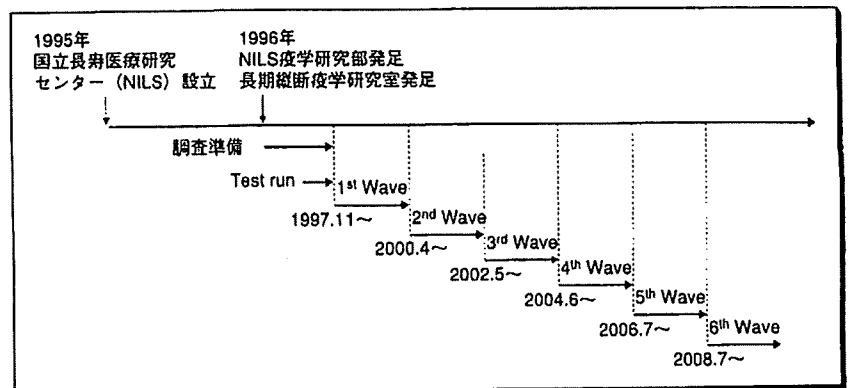 1995年
国立長寿医療研究
センター（NILS）設立
1996年
NILS疫学研究部発足
長期縦断疫学研究室発足
調査準備
Test run
1st Wave
1997.11～
2nd Wave
2000.4～
3rd Wave
2002.5～
4th Wave
2004.6～
5th Wave
2006.7～
6th Wave
2008.7～